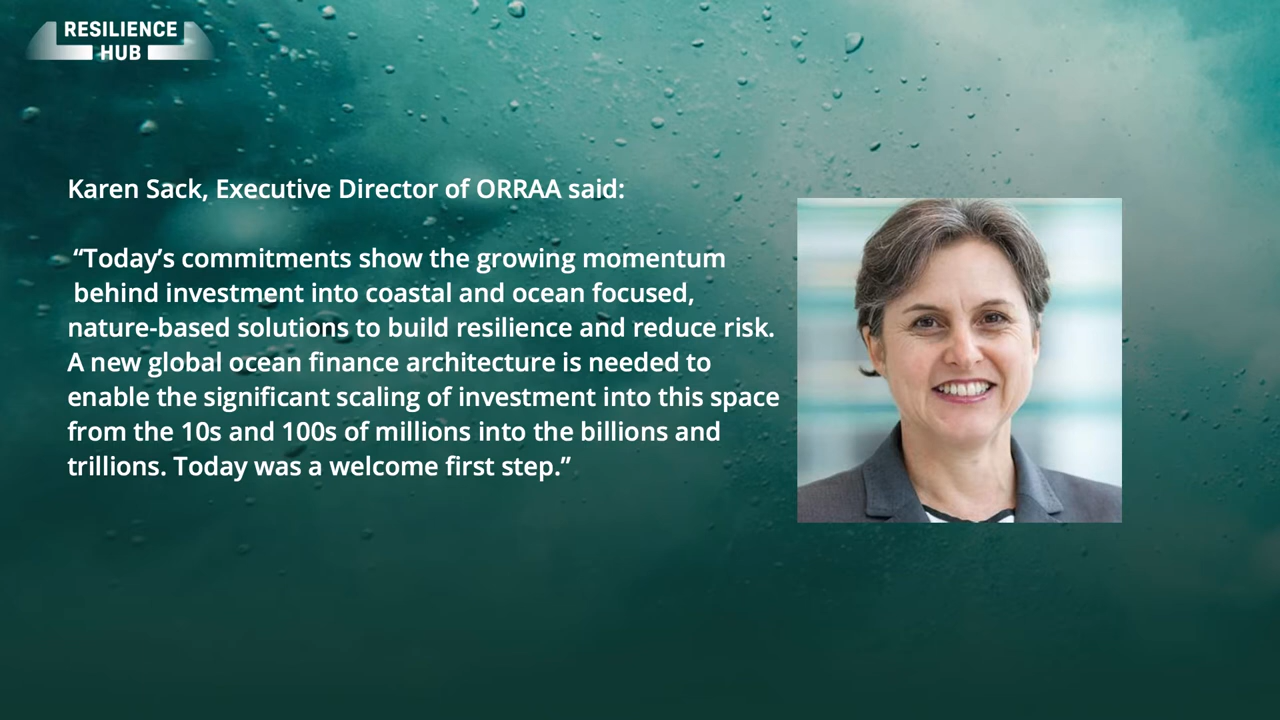 RESILIENCE
HUB
Karen Sack, Executive Director of ORRAA said:
“Today’s commitments show the growing momentum
behind investment into coastal and ocean focused,
nature-based solutions to build resilience and reduce risk.
A new global ocean finance architecture is needed to
enable the significant scaling of investment into this space
from the 10s and 100s of millions into the billions and
trillions. Today was a welcome first step.”